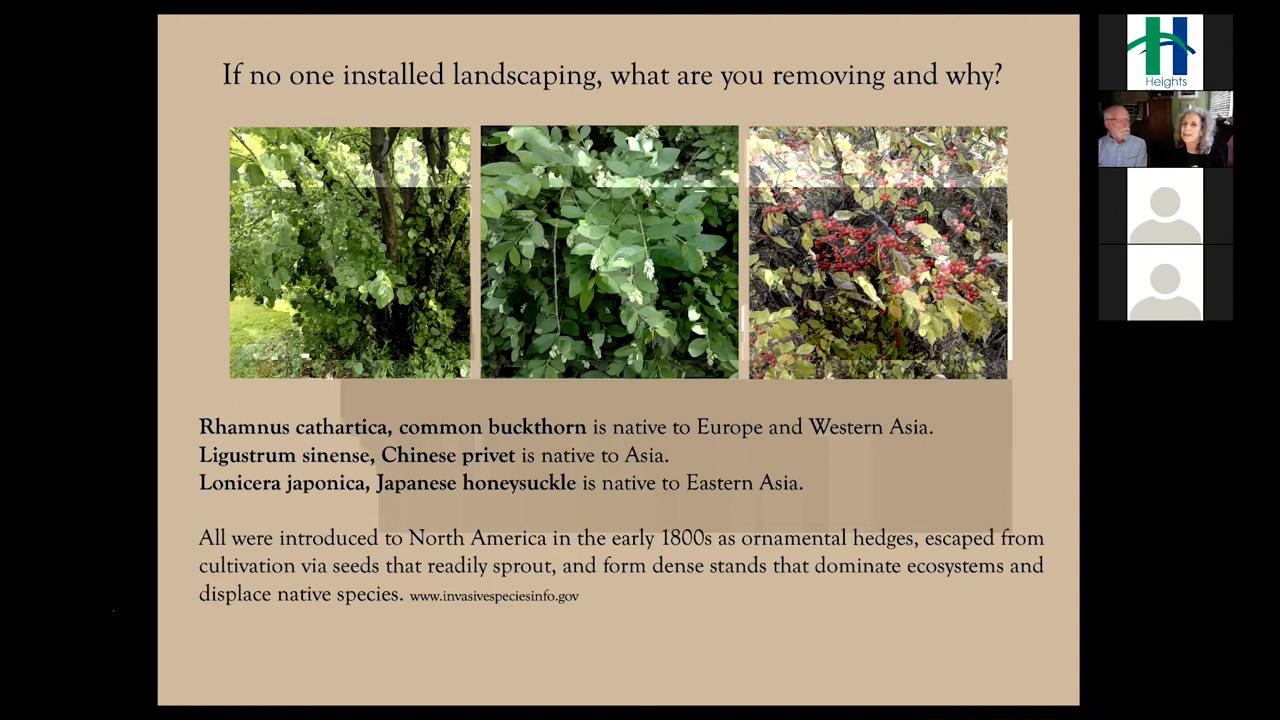 If no one installed landscaping, what are you removing and why?
Rhamnus cathartica, common buckthorn is native to Europe and Western Asia.
Ligustrum sinense, Chinese privet is native to Asia.
Lonicera japonica, Japanese honeysuckle is native to Eastern Asia.
All were introduced to North America in the early 1800s as ornamental hedges, escaped from
cultivation via seeds that readily sprout, and form dense stands that dominate ecosystems and
displace native species. www.invasivespeciesinfo.gov
Heights